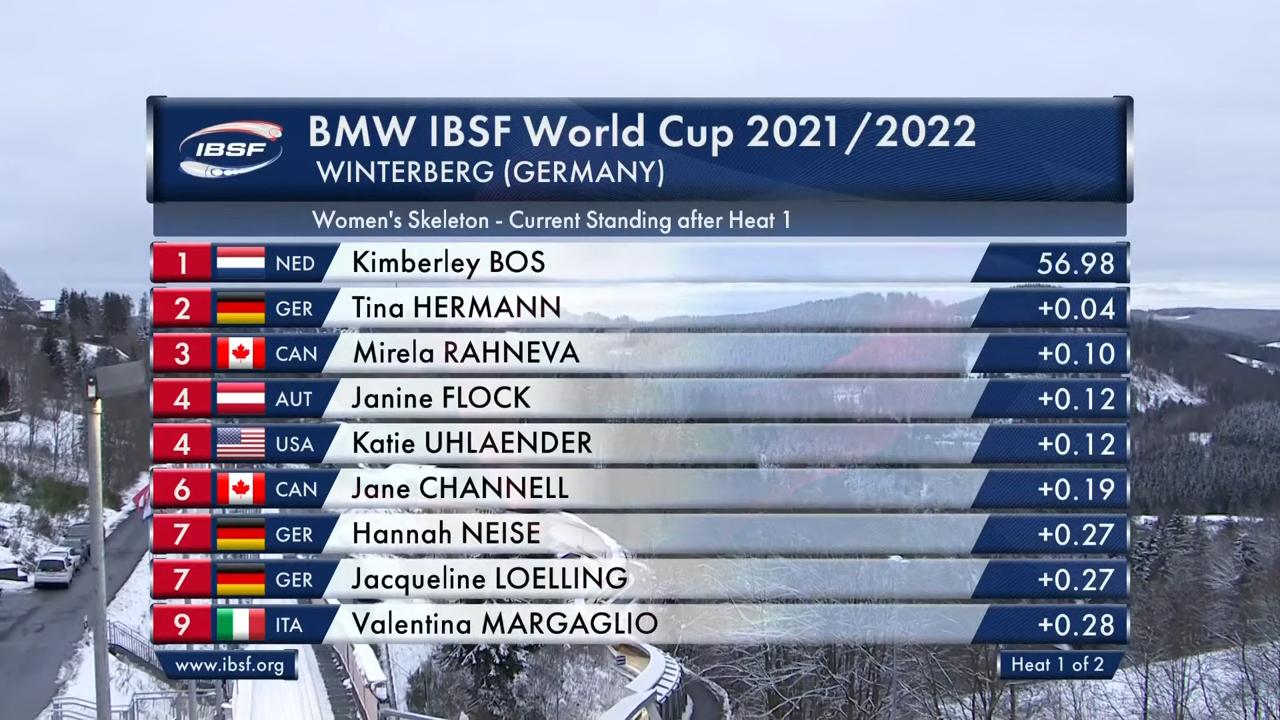 IBSF
BMW IBSF World Cup 2021/2022
WINTERBERG (GERMANY)
Women's Skeleton - Current Standing after Heat 1
1 NED Kimberley BOS 56.98
2 GER Tina HERMANN +0.04
3 CAN Mirela RAHNEVA +0.10
4 AUT Janine FLOCK +0.12
4 USA Katie UHLAENDER +0.12
6 CAN Jane CHANNELL +0.19
7 GER Hannah NEISE +0.27
7 GER Jacqueline LOELLING +0.27
9 ITA Valentina MARGAGLIO +0.28
www.ibsf.org Heat 1 of 2